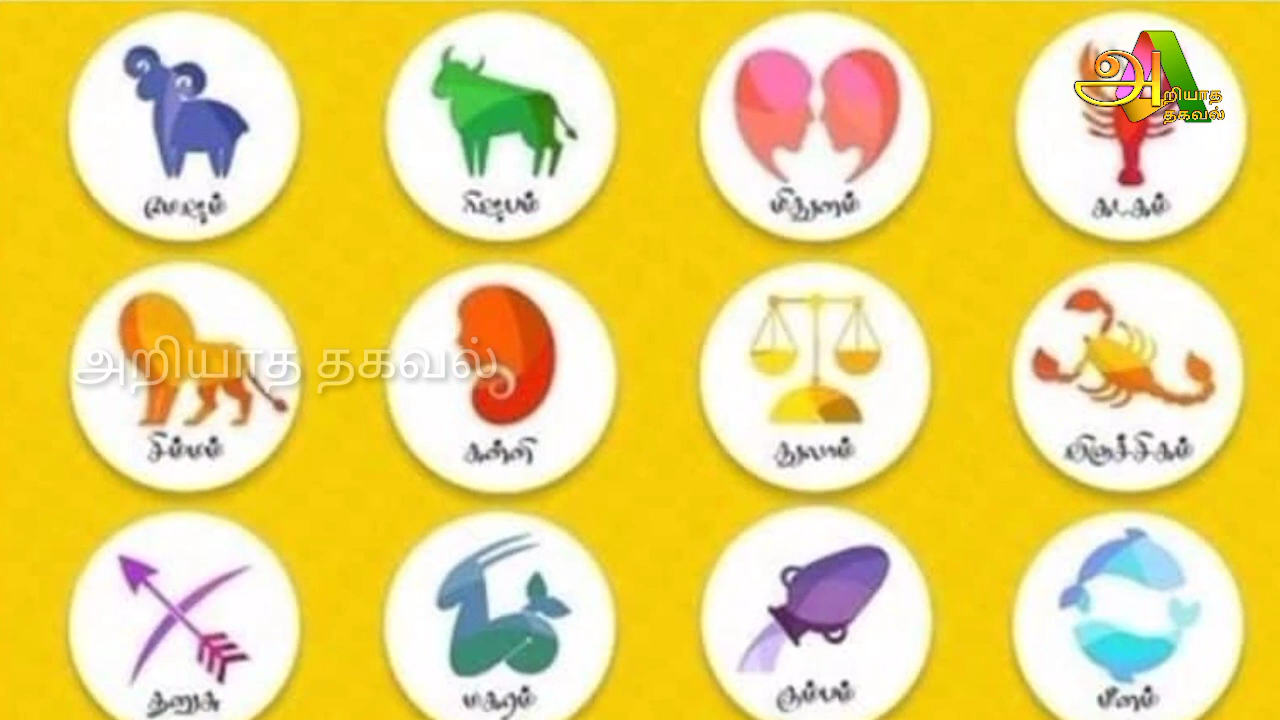 அறியாத
தகவல்
மேஷம்
ரிஷபம்
மிதுனம்
கடகம்
அறியாத தகவல்
சிம்மம்
கன்னி
துலாம்
விருச்சிகம்
தனுசு
மகரம்
கும்பம்
மீனம்